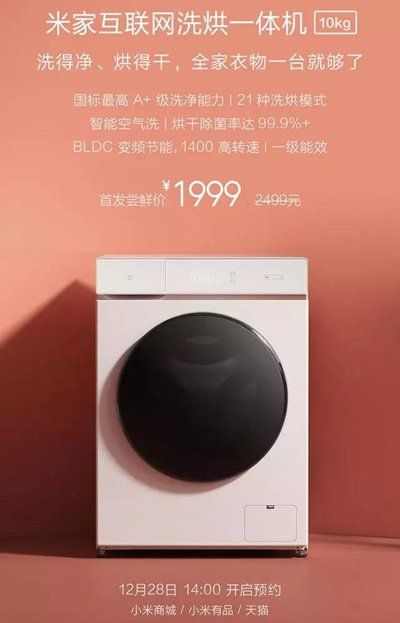 米家互联网洗烘一体机 10kg
洗得净、烘得干，全家衣物一台就够了
国标最高 A+ 级洗净能力 | 21 种洗烘模式
智能空气洗 | 烘干除菌率达 99.9%+
BLDC 变频节能, 1400 高转速 | 一级能效
首发尝鲜价 ¥1999 2499元
12月28日 14:00 开启预约
小米商城 / 小米有品 / 天猫